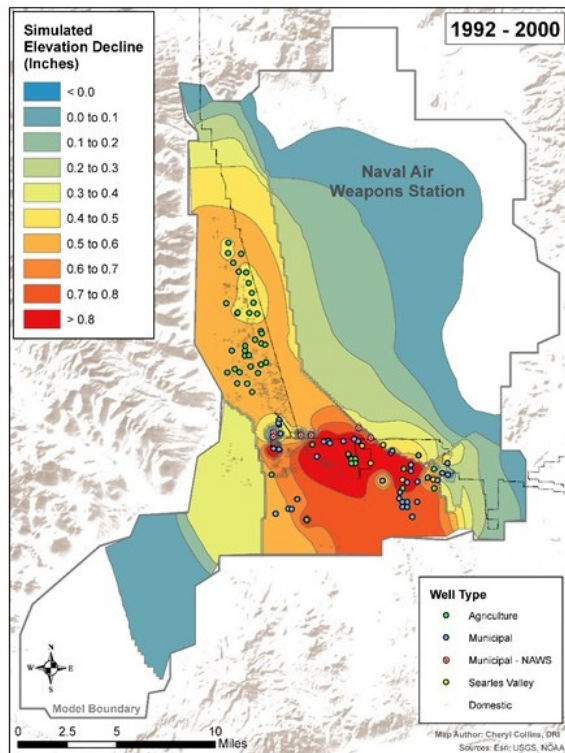 Simulated
Elevation Decline
(Inches)
< 0.0
0.0 to 0.1
0.1 to 0.2
0.2 to 0.3
0.3 to 0.4
0.4 to 0.5
0.5 to 0.6
0.6 to 0.7
0.7 to 0.8
> 0.8
1992 - 2000
Naval Air
Weapons Station
Well Type
Agriculture
Municipal
Municipal - NAWS
Searles Valley
Domestic
N
W E
S
Model Boundary
0 2.5 5 10
Miles
Map Author: Cheryl Collins, DRI
Sources: Esri, USGS, NOAA